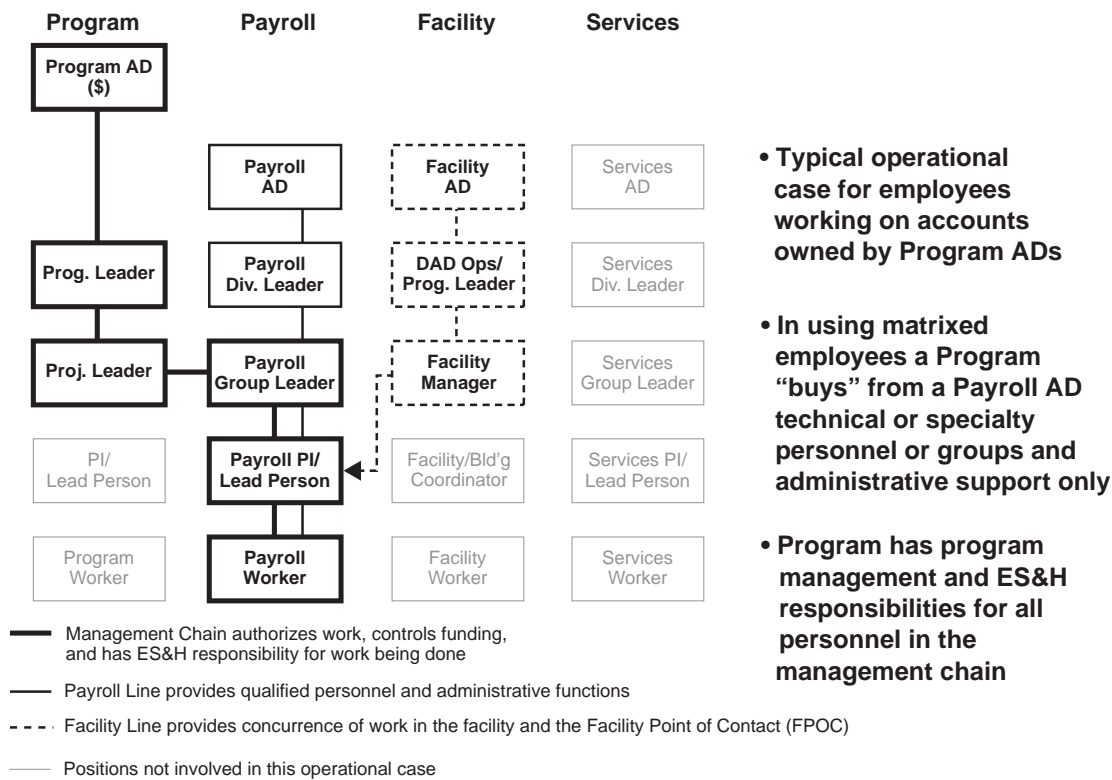 Program Payroll Facility Services
Program AD
($)
Payroll
AD
Facility
AD
Services
AD
Prog. Leader
Payroll
Div. Leader
DAD Ops/
Prog. Leader
Services
Div. Leader
Proj. Leader
Payroll
Group Leader
Facility
Manager
Services
Group Leader
PI/
Lead Person
Payroll PI/
Lead Person
Facility/Bld'g
Coordinator
Services PI/
Lead Person
Program
Worker
Payroll
Worker
Facility
Worker
Services
Worker
• Typical operational
case for employees
working on accounts
owned by Program ADs
• In using matrixed
employees a Program
“buys” from a Payroll AD
technical or specialty
personnel or groups and
administrative support only
• Program has program
management and ES&H
responsibilities for all
personnel in the
management chain
Management Chain authorizes work, controls funding,
and has ES&H responsibility for work being done
Payroll Line provides qualified personnel and administrative functions
Facility Line provides concurrence of work in the facility and the Facility Point of Contact (FPOC)
Positions not involved in this operational case